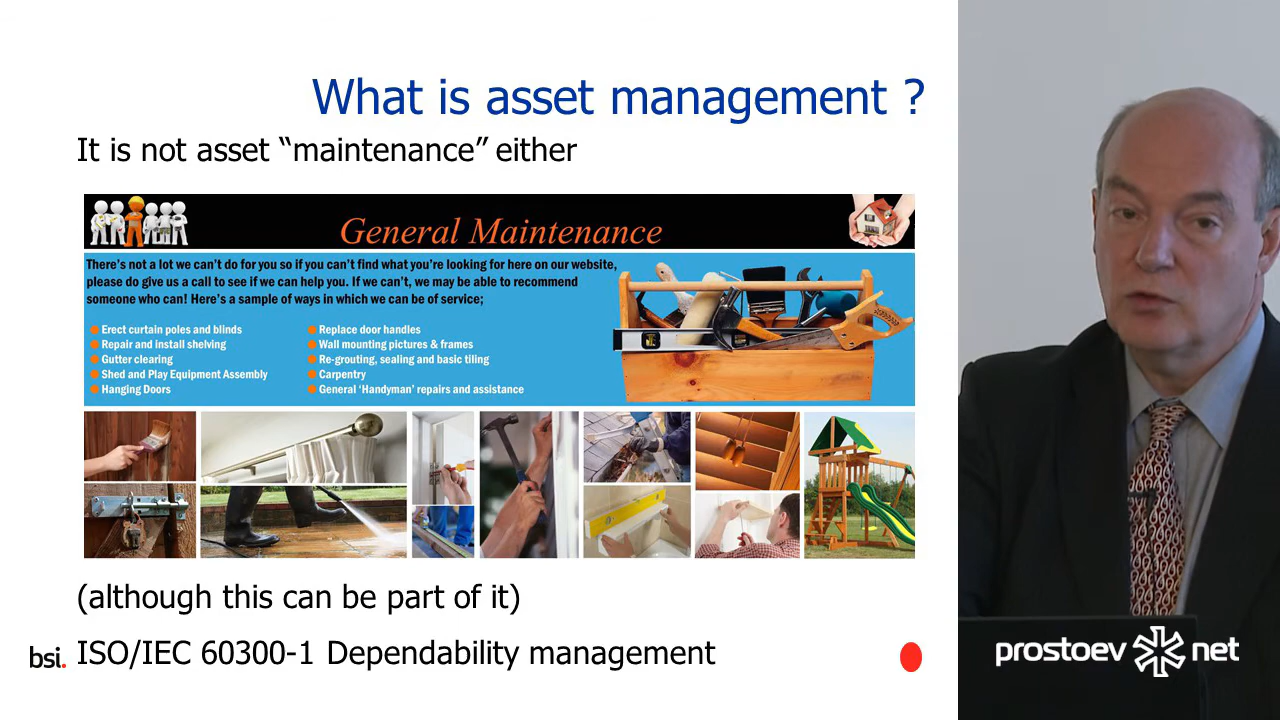 What is asset management ?
It is not asset “maintenance” either
General Maintenance
There's not a lot we can't do for you so if you can't find what you're looking for here on our website,
please do give us a call to see if we can help you. If we can't, we may be able to recommend
someone who can! Here's a sample of ways in which we can be of service;
Erect curtain poles and blinds
Repair and install shelving
Gutter clearing
Shed and Play Equipment Assembly
Hanging Doors
Replace door handles
Wall mounting pictures & frames
Re-grouting, sealing and basic tiling
Carpentry
General 'Handyman' repairs and assistance
(although this can be part of it)
bsi. ISO/IEC 60300-1 Dependability management
prostoev net